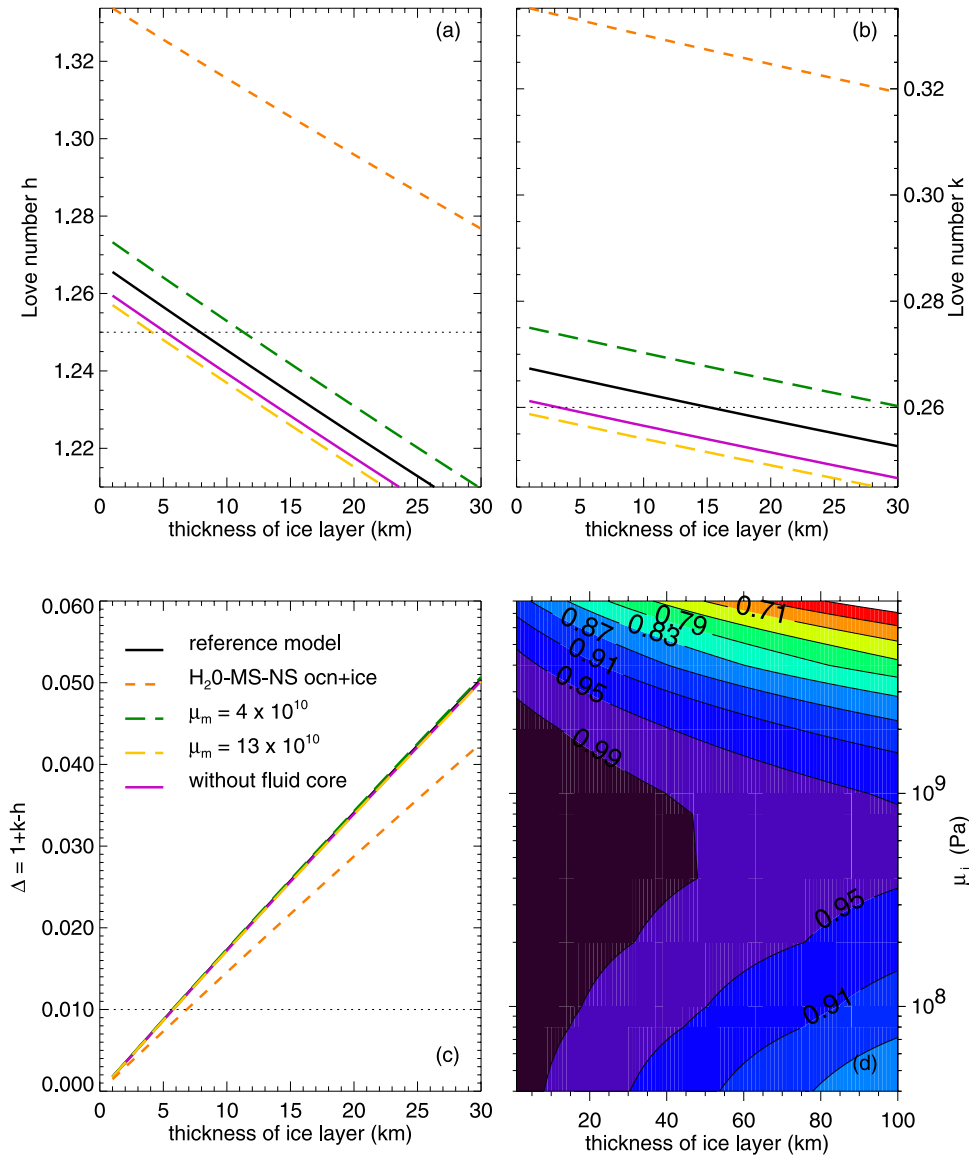 (a)
1.32
1.30
1.28
1.26
1.24
1.22
Love number h
0 5 10 15 20 25 30
thickness of ice layer (km)
(b)
0.32
0.30
0.28
0.26
Love number k
0 5 10 15 20 25 30
thickness of ice layer (km)
0.060
0.050
0.040
0.030
0.020
0.010
0.000
Δ = 1+k-h
reference model
H₂0-MS-NS ocn+ice
μₘ = 4 x 10¹⁰
μₘ = 13 x 10¹⁰
without fluid core
(c)
0 5 10 15 20 25 30
thickness of ice layer (km)
0.71
0.79
0.83
0.87
0.91
0.95
0.99
0.95
0.91
(d)
10⁹
10⁸
μᵢ (Pa)
20 40 60 80 100
thickness of ice layer (km)